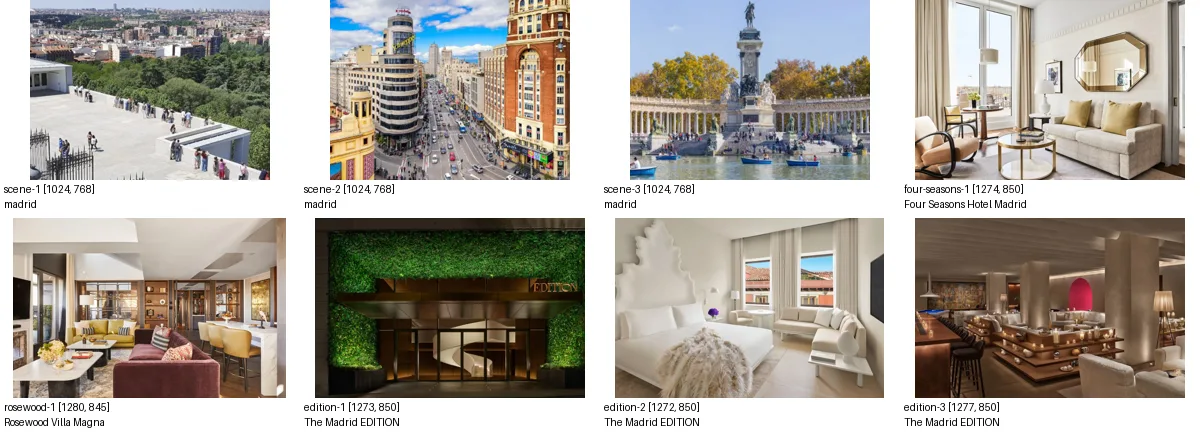 scene-1 [1024, 768]
madrid
scene-2 [1024, 768]
madrid
scene-3 [1024, 768]
madrid
four-seasons-1 [1274, 850]
Four Seasons Hotel Madrid
EDITION
rosewood-1 [1280, 845]
Rosewood Villa Magna
edition-1 [1273, 850]
The Madrid EDITION
edition-2 [1272, 850]
The Madrid EDITION
edition-3 [1277, 850]
The Madrid EDITION